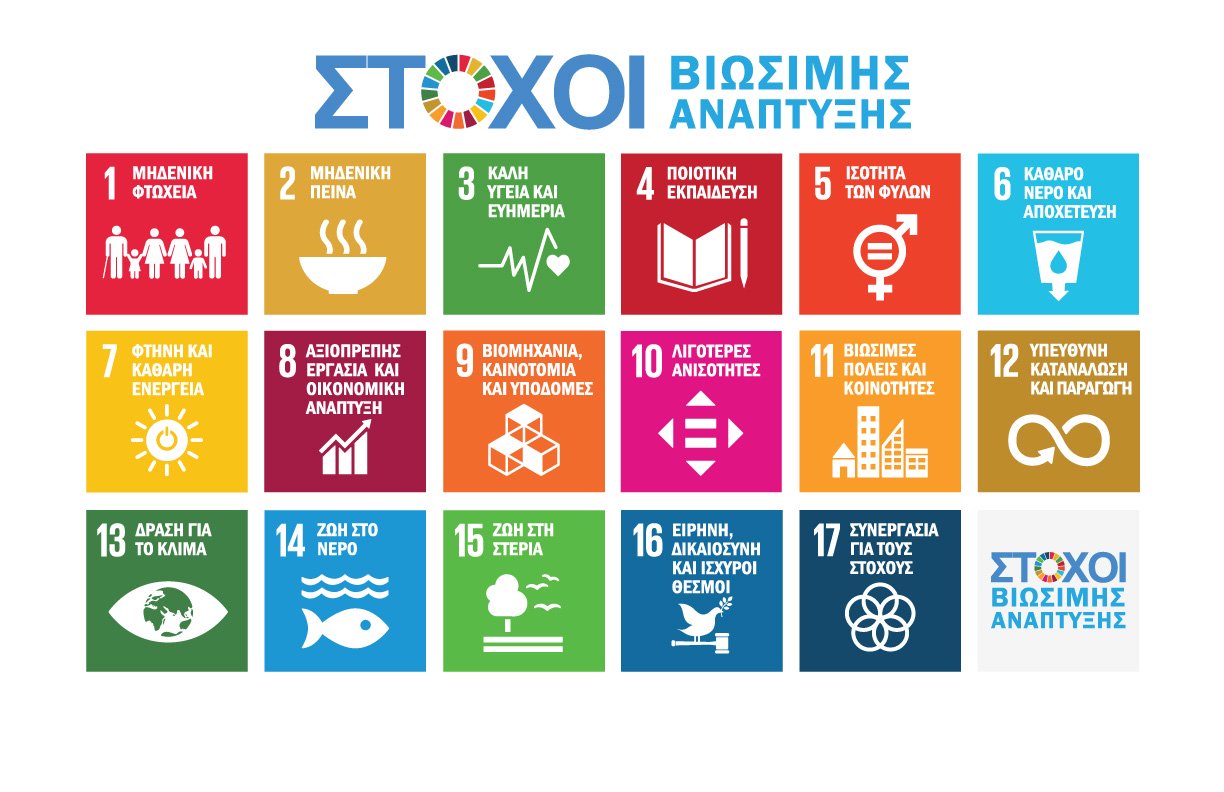 ΣΤΟΧΟΙ
ΒΙΩΣΙΜΗΣ
ΑΝΑΠΤΥΞΗΣ
1 ΜΗΔΕΝΙΚΗ
ΦΤΩΧΕΙΑ
2 ΜΗΔΕΝΙΚΗ
ΠΕΙΝΑ
3 ΚΑΛΗ
ΥΓΕΙΑ ΚΑΙ
ΕΥΗΜΕΡΙΑ
4 ΠΟΙΟΤΙΚΗ
ΕΚΠΑΙΔΕΥΣΗ
5 ΙΣΟΤΗΤΑ
ΤΩΝ ΦΥΛΩΝ
6 ΚΑΘΑΡΟ
ΝΕΡΟ ΚΑΙ
ΑΠΟΧΕΤΕΥΣΗ
7 ΦΤΗΝΗ ΚΑΙ
ΚΑΘΑΡΗ
ΕΝΕΡΓΕΙΑ
8 ΑΞΙΟΠΡΕΠΗΣ
ΕΡΓΑΣΙΑ ΚΑΙ
ΟΙΚΟΝΟΜΙΚΗ
ΑΝΑΠΤΥΞΗ
9 ΒΙΟΜΗΧΑΝΙΑ,
ΚΑΙΝΟΤΟΜΙΑ
ΚΑΙ ΥΠΟΔΟΜΕΣ
10 ΛΙΓΟΤΕΡΕΣ
ΑΝΙΣΟΤΗΤΕΣ
11 ΒΙΩΣΙΜΕΣ
ΠΟΛΕΙΣ ΚΑΙ
ΚΟΙΝΟΤΗΤΕΣ
12 ΥΠΕΥΘΥΝΗ
ΚΑΤΑΝΑΛΩΣΗ
ΚΑΙ ΠΑΡΑΓΩΓΗ
13 ΔΡΑΣΗ ΓΙΑ
ΤΟ ΚΛΙΜΑ
14 ΖΩΗ ΣΤΟ
ΝΕΡΟ
15 ΖΩΗ ΣΤΗ
ΣΤΕΡΙΑ
16 ΕΙΡΗΝΗ,
ΔΙΚΑΙΟΣΥΝΗ
ΚΑΙ ΙΣΧΥΡΟΙ
ΘΕΣΜΟΙ
17 ΣΥΝΕΡΓΑΣΙΑ
ΓΙΑ ΤΟΥΣ
ΣΤΟΧΟΥΣ
ΣΤΟΧΟΙ
ΒΙΩΣΙΜΗΣ
ΑΝΑΠΤΥΞΗΣ